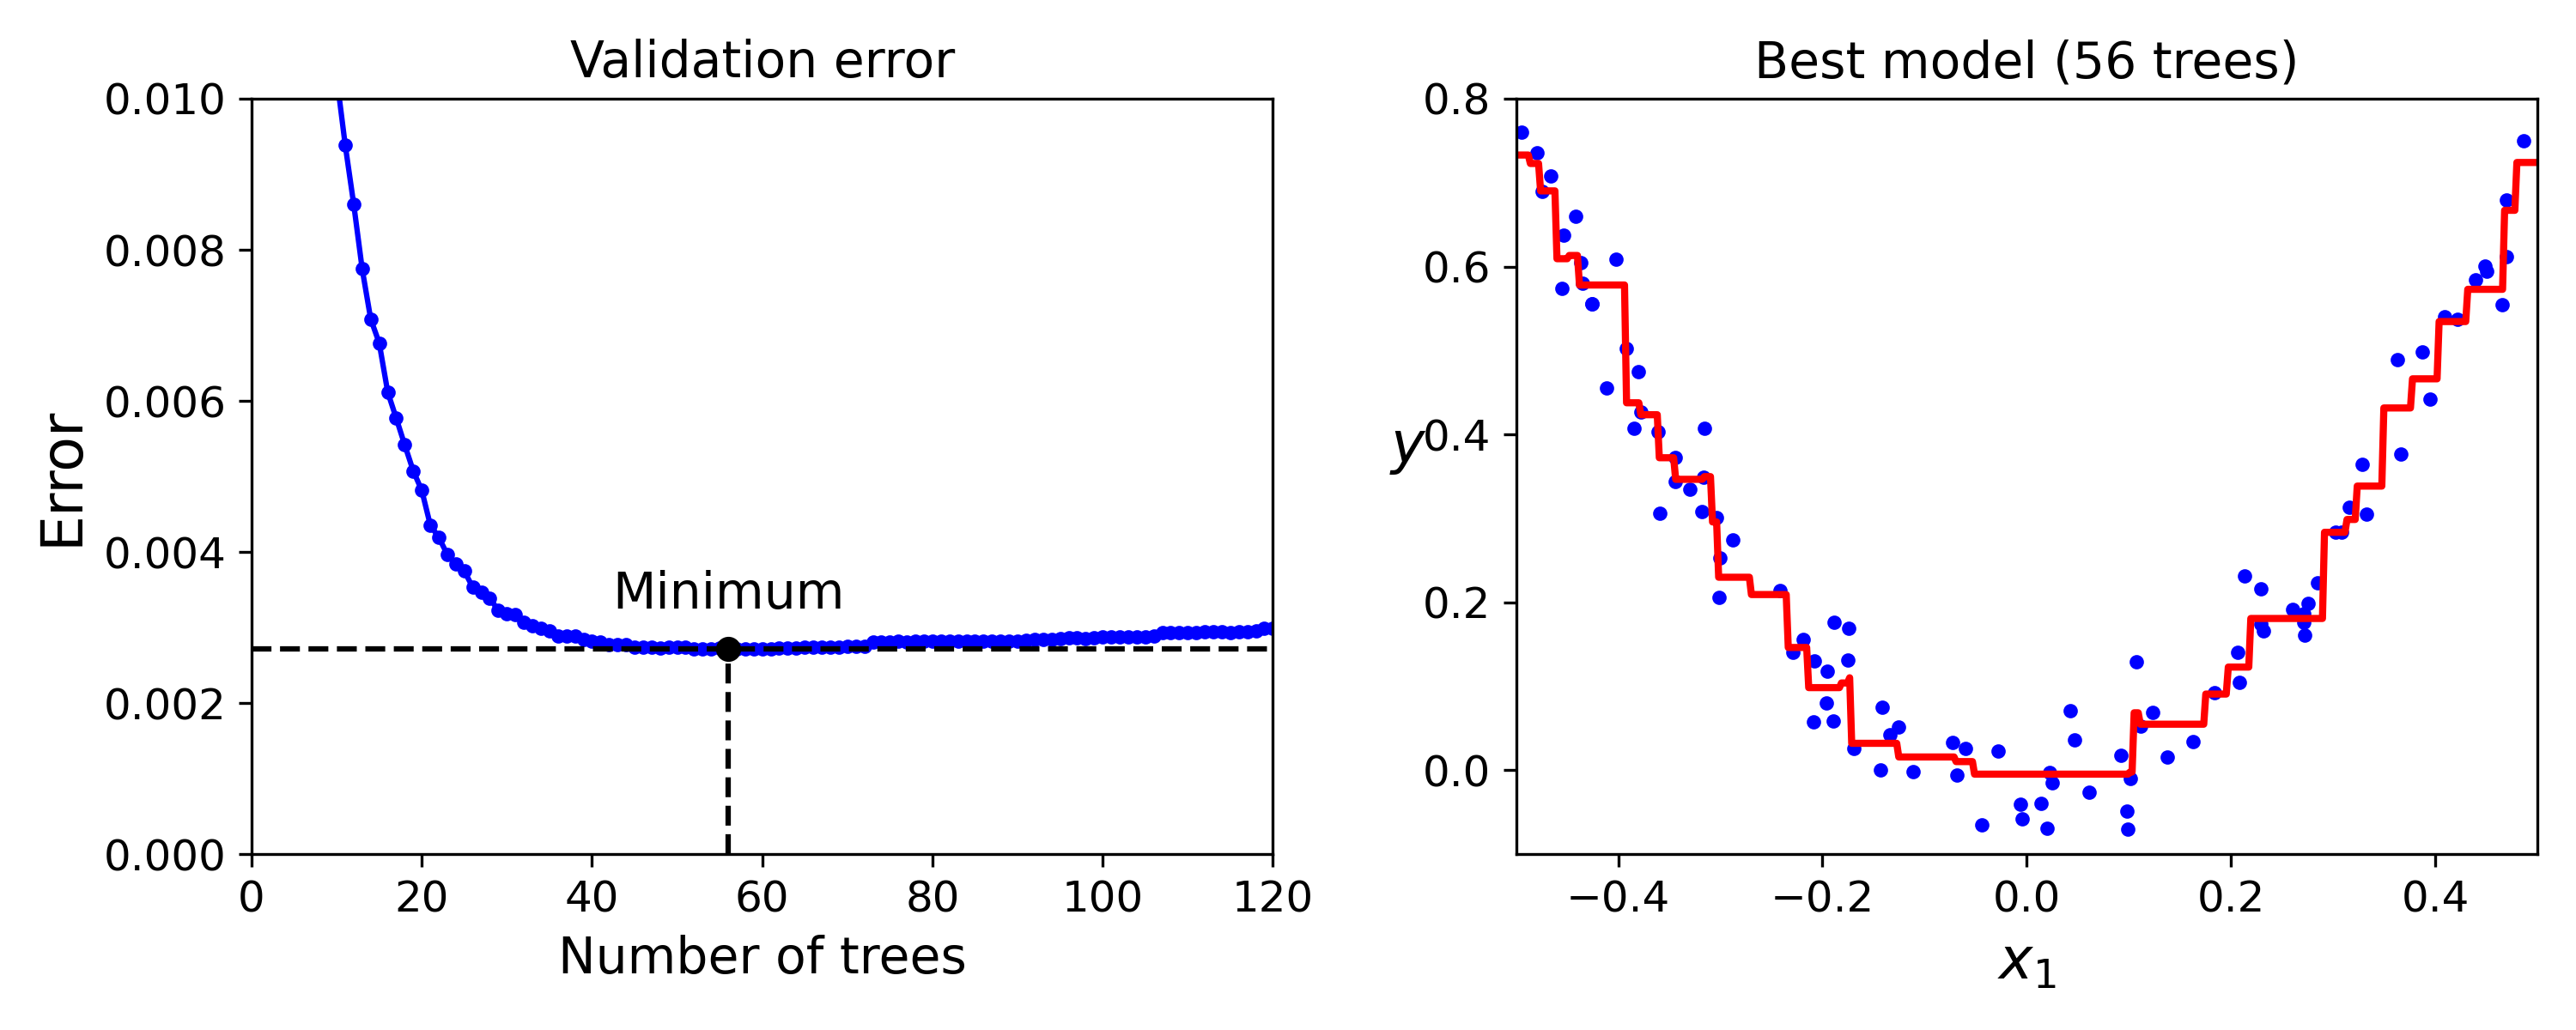 Validation error
0.010
0.008
0.006
0.004
0.002
0.000
Error
Minimum
0 20 40 60 80 100 120
Number of trees
Best model (56 trees)
0.8
0.6
0.4
0.2
0.0
y
−0.4 −0.2 0.0 0.2 0.4
x₁